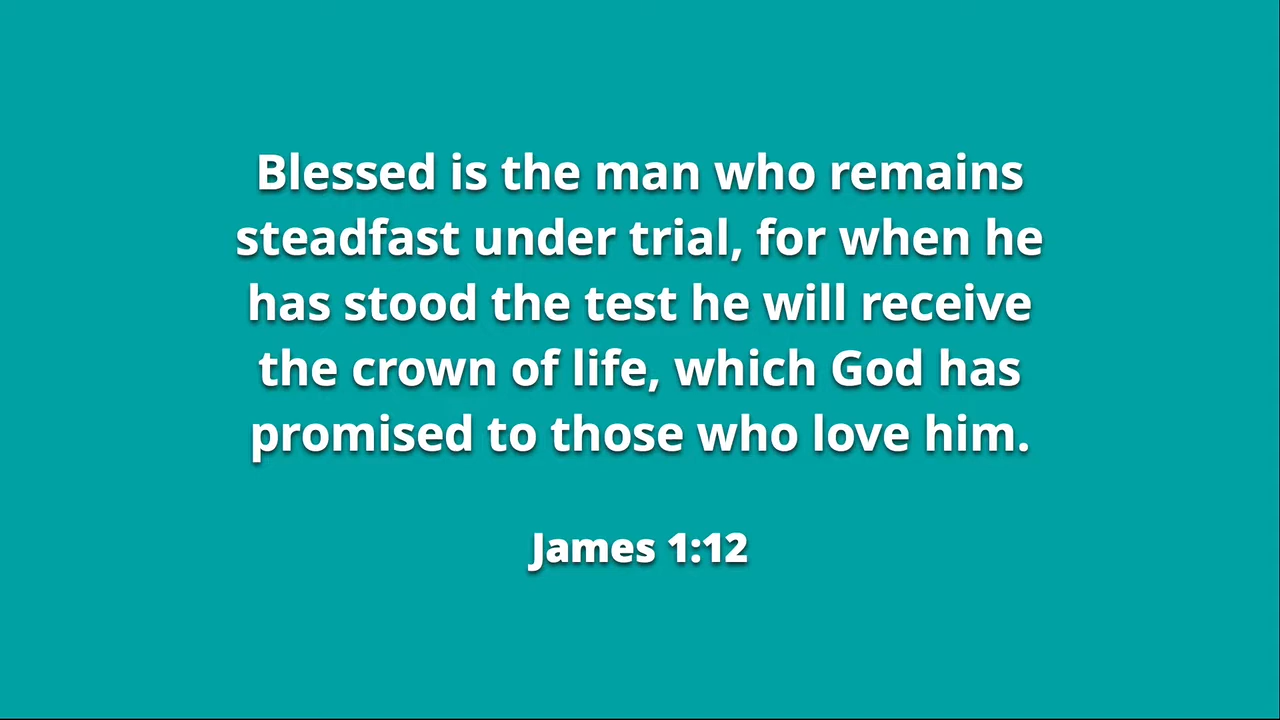 Blessed is the man who remains
steadfast under trial, for when he
has stood the test he will receive
the crown of life, which God has
promised to those who love him.
James 1:12